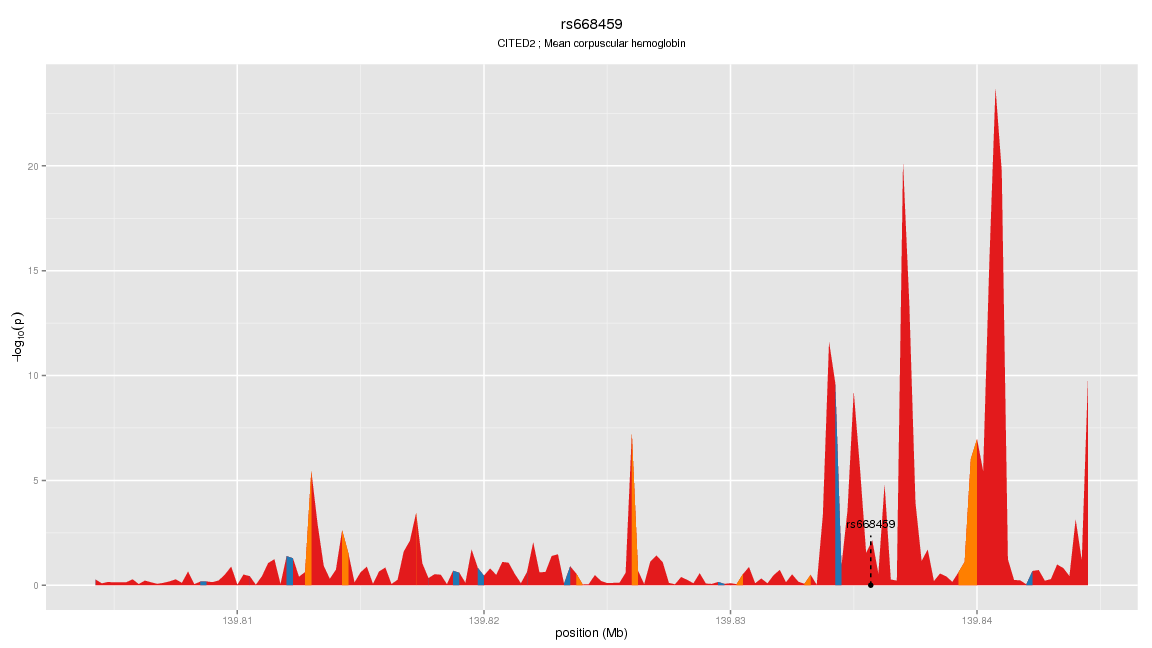 rs668459
CITED2 ; Mean corpuscular hemoglobin
−log10(p)
20
15
10
5
0
rs668459
139.81
139.82
139.83
139.84
position (Mb)